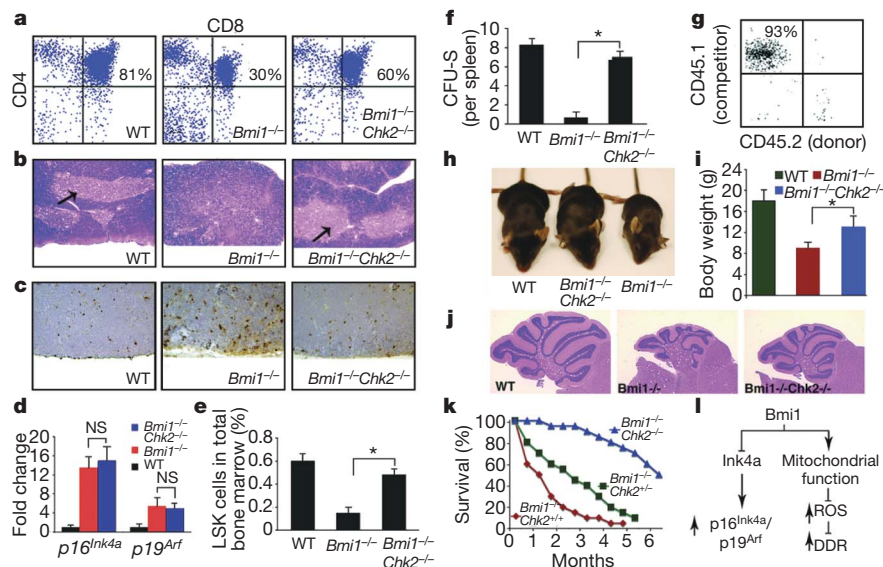 a
CD8
CD4
81%
WT
30%
Bmi1–/–
60%
Bmi1–/–
Chk2–/–
b
WT
Bmi1–/–
Bmi1–/–Chk2–/–
c
WT
Bmi1–/–
Bmi1–/–Chk2–/–
d
Fold change
20
16
12
8
4
0
NS
NS
Bmi1–/–
Chk2–/–
Bmi1–/–
WT
p16Ink4a
p19Arf
e
LSK cells in total
bone marrow (%)
0.8
0.6
0.4
0.2
0
*
WT
Bmi1–/–
Bmi1–/–
Chk2–/–
f
CFU-S
(per spleen)
10
8
6
4
2
0
*
WT
Bmi1–/–
Bmi1–/–
Chk2–/–
g
93%
CD45.1
(competitor)
CD45.2 (donor)
h
WT
Bmi1–/–
Chk2–/–
Bmi1–/–
i
WT
Bmi1–/–
Bmi1–/–Chk2–/–
Body weight (g)
24
20
16
12
8
4
0
*
j
WT
Bmi1-/-
Bmi1-/-Chk2-/-
k
Survival (%)
100
80
60
40
20
0
Bmi1–/–
Chk2–/–
Bmi1–/–
Chk2+/–
Bmi1–/–
Chk2+/+
0 1 2 3 4 5 6
Months
l
Bmi1
Ink4a
Mitochondrial
function
p16Ink4a/
p19Arf
ROS
DDR